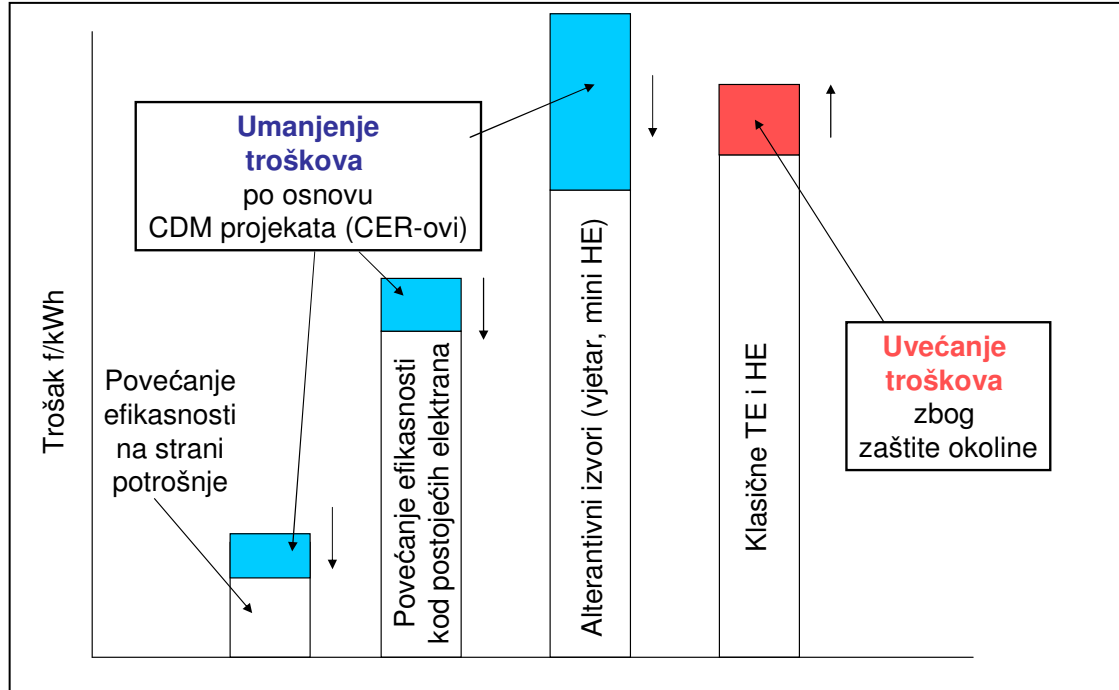 Trošak f/kWh
Umanjenje
troškova
po osnovu
CDM projekata (CER-ovi)
Povećanje
efikasnosti
na strani
potrošnje
Povećanje efikasnosti
kod postojećih elektrana
Alterantivni izvori (vjetar, mini HE)
Klasične TE i HE
Uvećanje
troškova
zbog
zaštite okoline